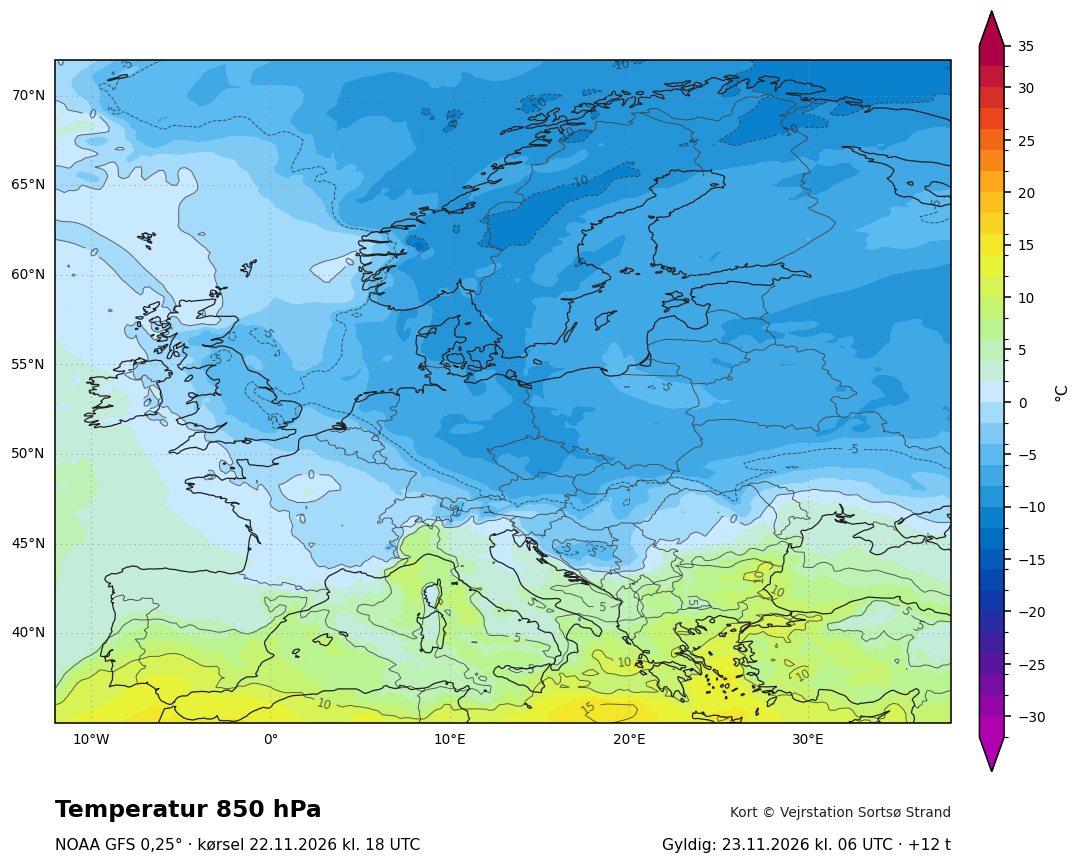 70°N
65°N
60°N
55°N
50°N
45°N
40°N
10°W
0°
10°E
20°E
30°E
35
30
25
20
15
10
5
0
−5
−10
−15
−20
−25
−30
°C
Temperatur 850 hPa
Kort © Vejrstation Sortsø Strand
NOAA GFS 0,25° · kørsel 22.11.2026 kl. 18 UTC
Gyldig: 23.11.2026 kl. 06 UTC · +12 t